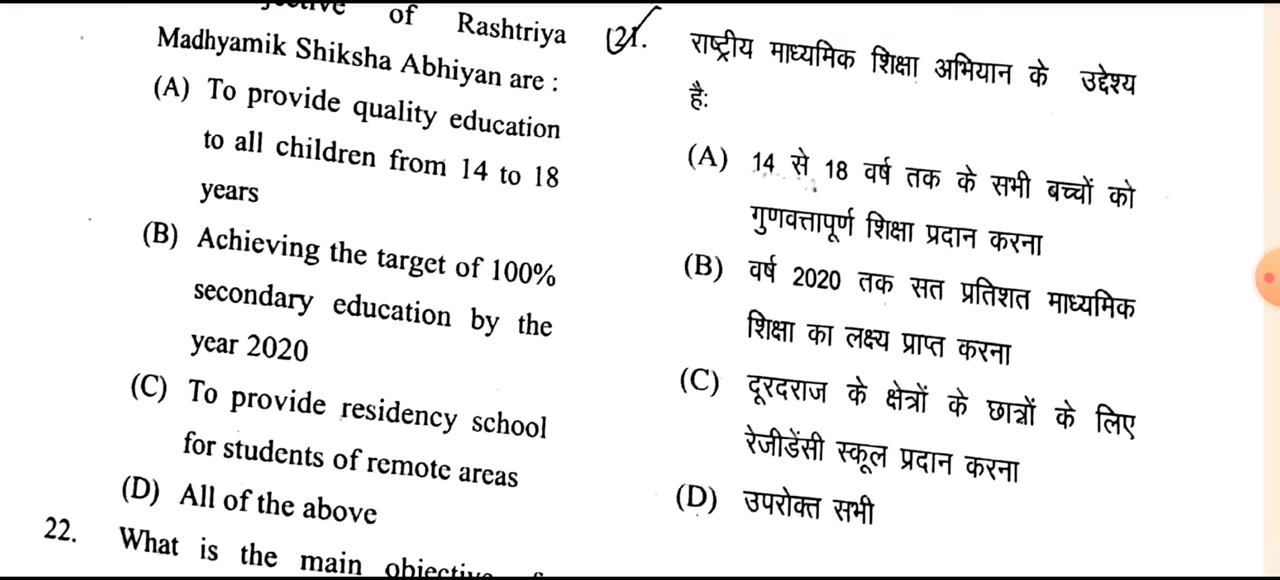 of Rashtriya
Madhyamik Shiksha Abhiyan are :
(A) To provide quality education
to all children from 14 to 18
years
(B) Achieving the target of 100%
secondary education by the
year 2020
(C) To provide residency school
for students of remote areas
(D) All of the above
22. What is the main objective
21. राष्ट्रीय माध्यमिक शिक्षा अभियान के उद्देश्य
है:
(A) 14 से 18 वर्ष तक के सभी बच्चों को
गुणवत्तापूर्ण शिक्षा प्रदान करना
(B) वर्ष 2020 तक सत प्रतिशत माध्यमिक
शिक्षा का लक्ष्य प्राप्त करना
(C) दूरदराज के क्षेत्रों के छात्रों के लिए
रेजीडेंसी स्कूल प्रदान करना
(D) उपरोक्त सभी